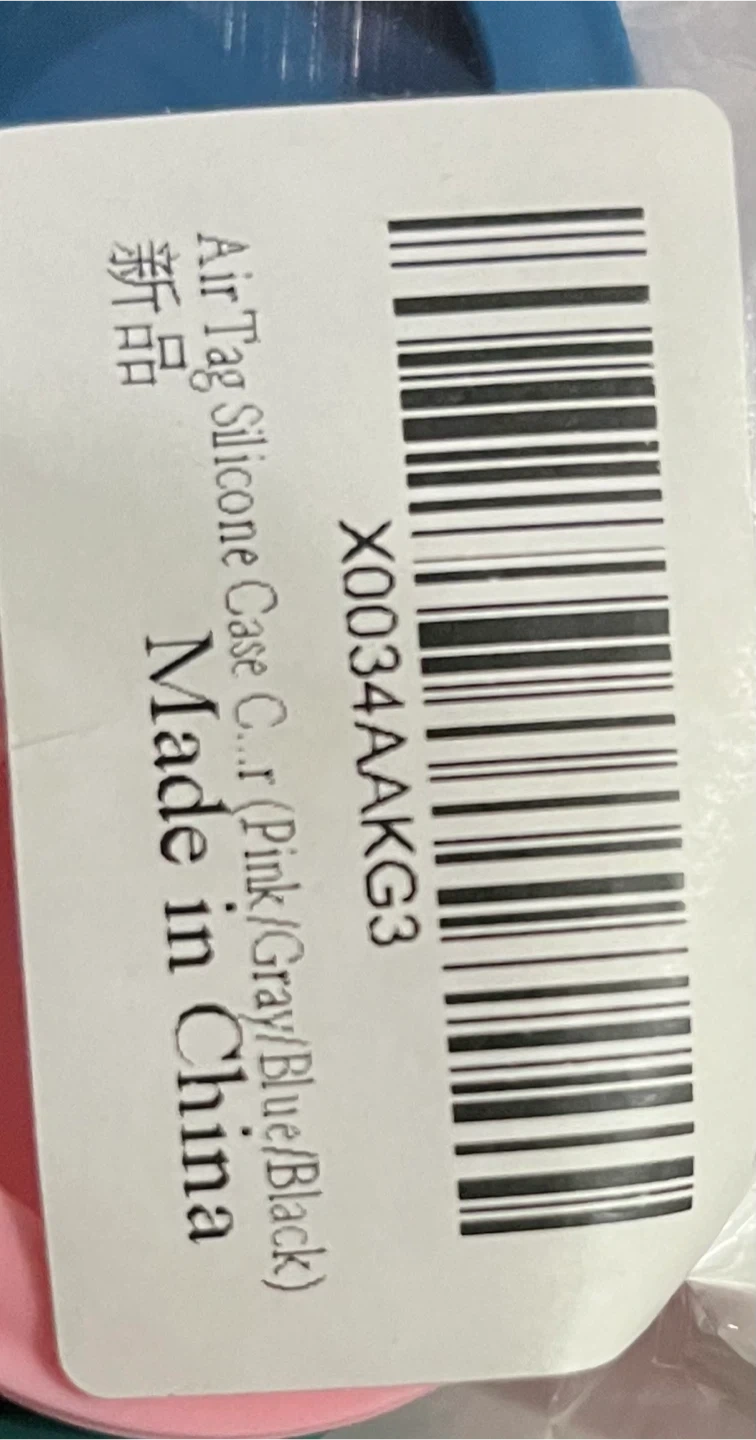 X0034AAKG3
Air Tag Silicone Case C...r (Pink/Gray/Blue/Black)
新品
Made in China